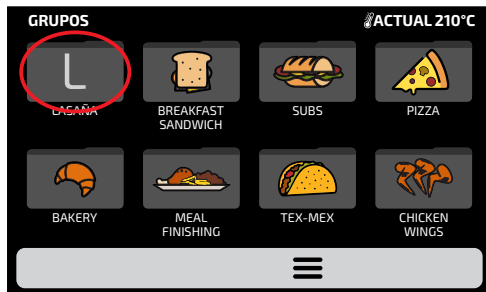 GRUPOS
ACTUAL 210°C
L
LASAÑA
BREAKFAST
SANDWICH
SUBS
PIZZA
BAKERY
MEAL
FINISHING
TEX-MEX
CHICKEN
WINGS